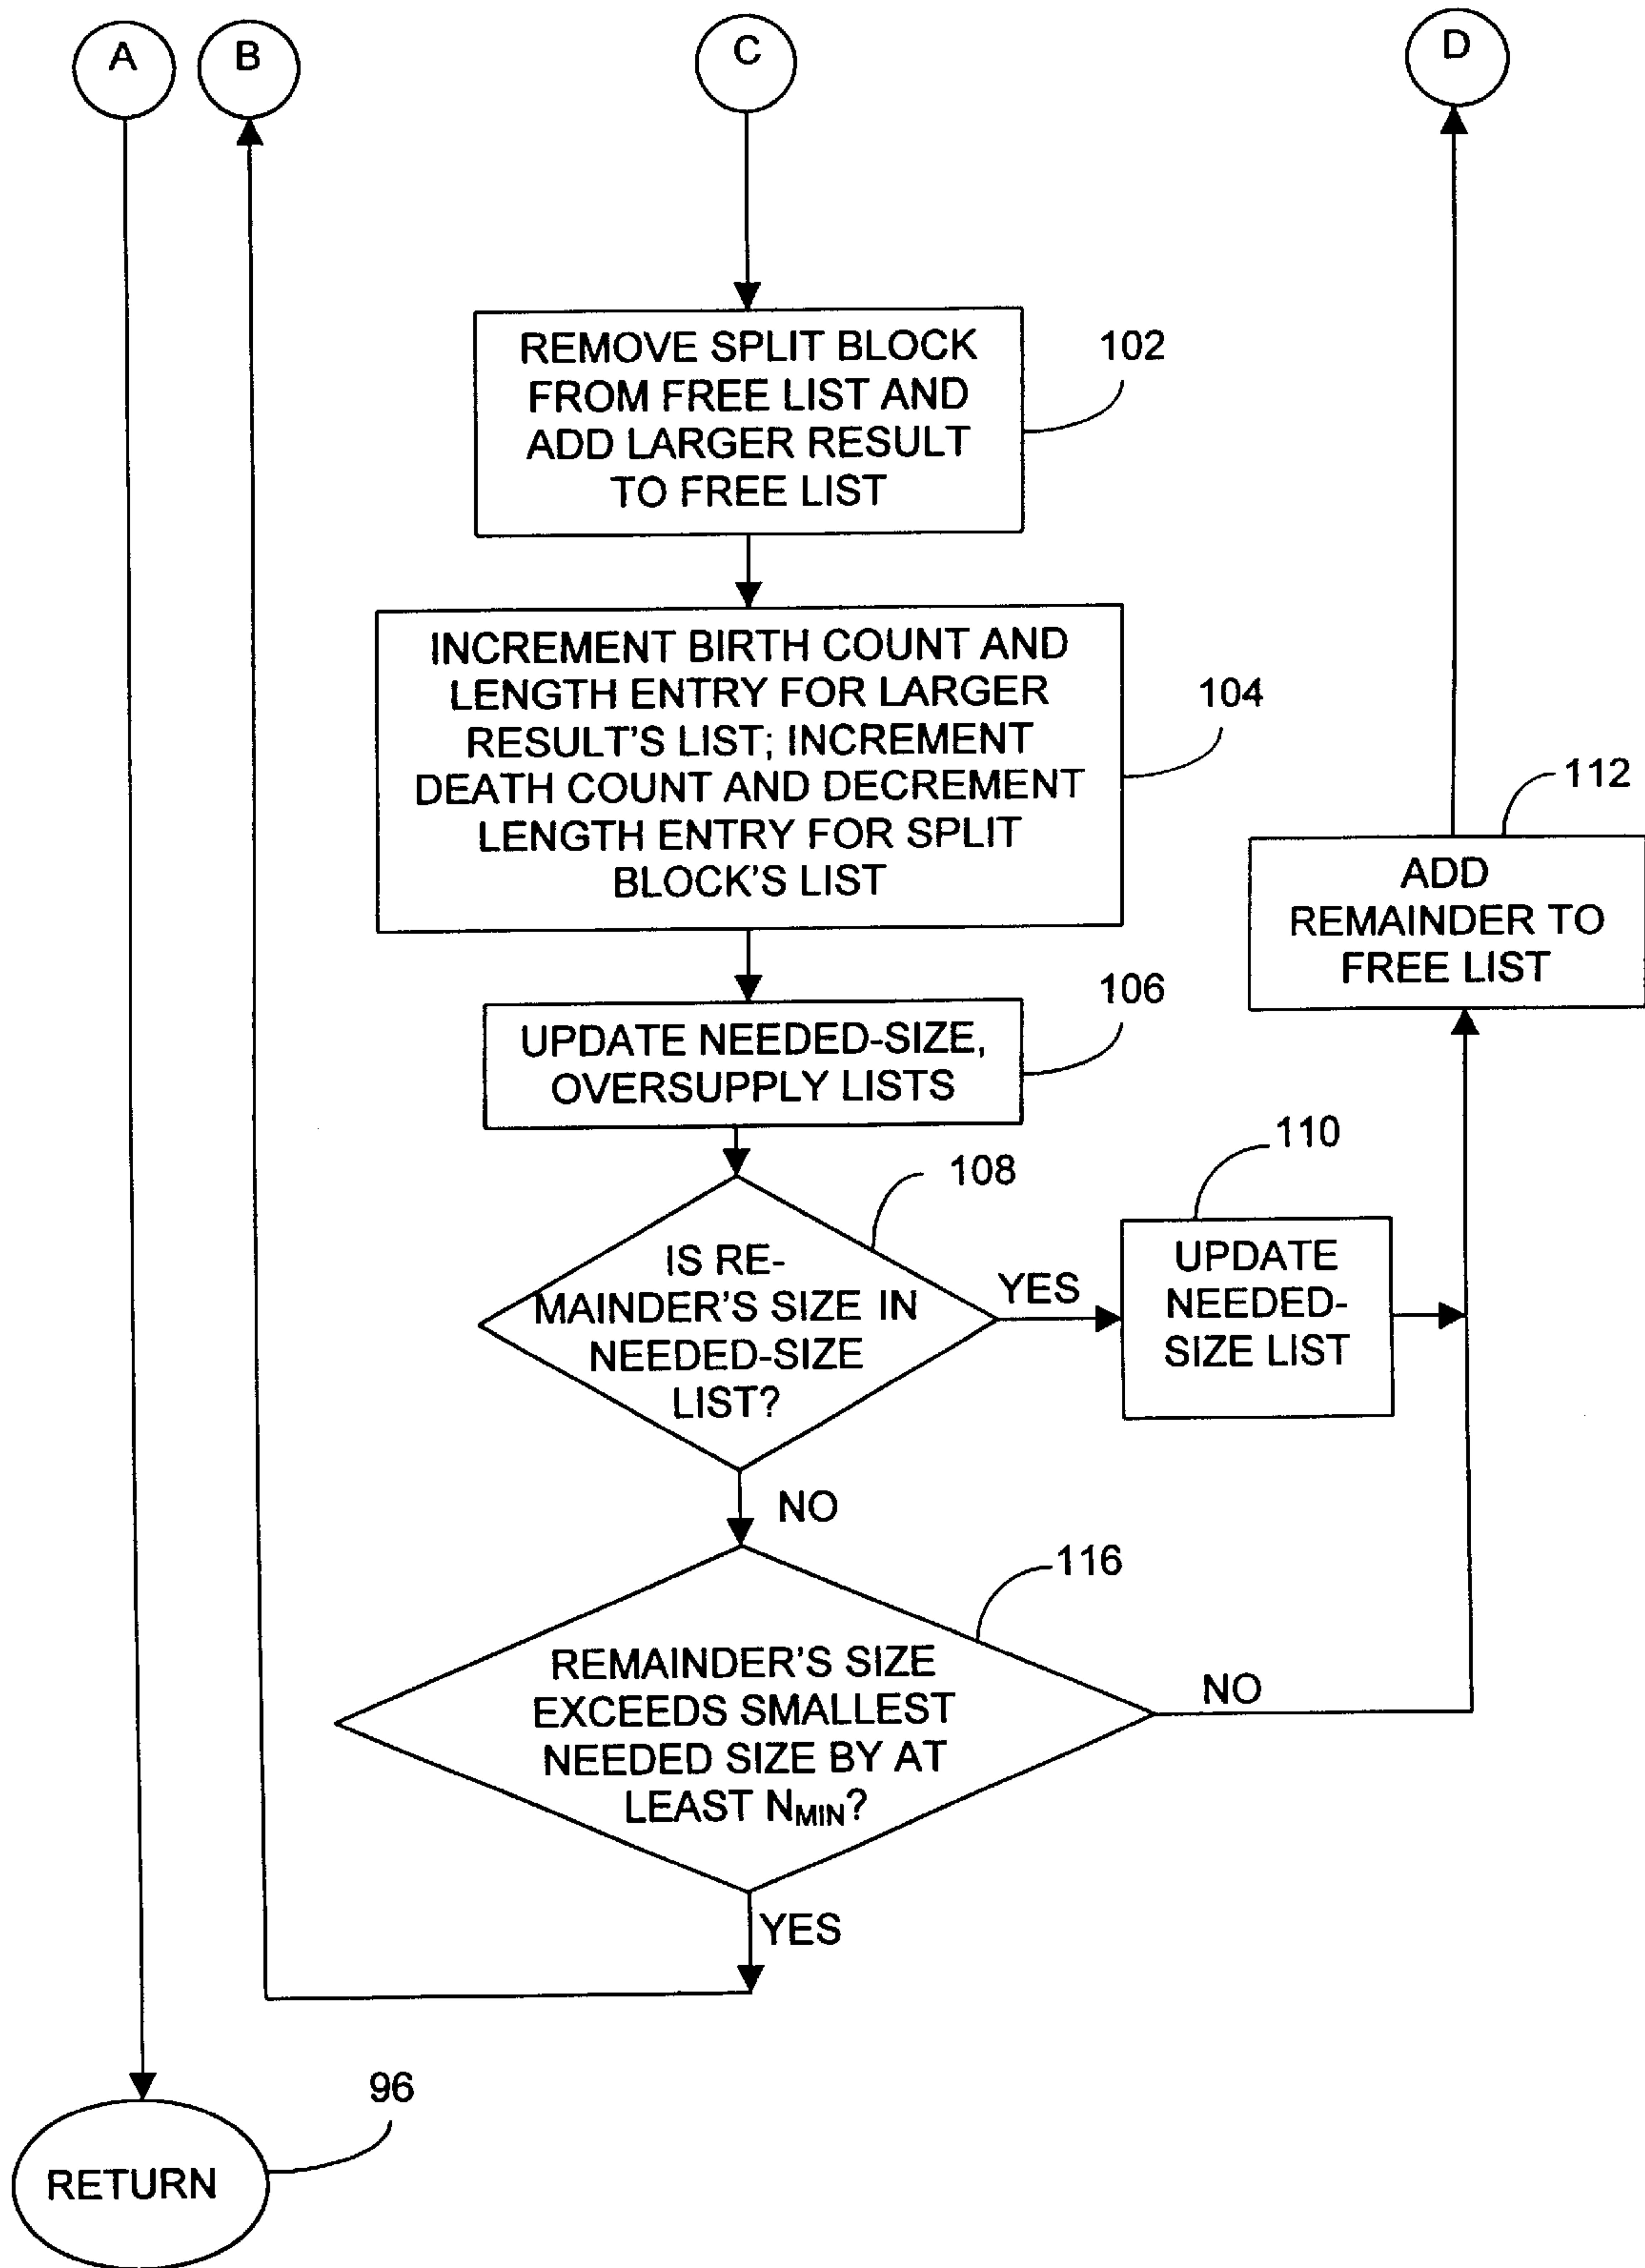 A
B
C
D
REMOVE SPLIT BLOCK
FROM FREE LIST AND
ADD LARGER RESULT
TO FREE LIST
102
INCREMENT BIRTH COUNT AND
LENGTH ENTRY FOR LARGER
RESULT'S LIST; INCREMENT
DEATH COUNT AND DECREMENT
LENGTH ENTRY FOR SPLIT
BLOCK'S LIST
104
112
ADD
REMAINDER TO
FREE LIST
UPDATE NEEDED-SIZE,
OVERSUPPLY LISTS
106
IS RE-
MAINDER'S SIZE IN
NEEDED-SIZE
LIST?
108
YES
110
UPDATE
NEEDED-
SIZE LIST
NO
116
REMAINDER'S SIZE
EXCEEDS SMALLEST
NEEDED SIZE BY AT
LEAST NMIN?
NO
YES
96
RETURN